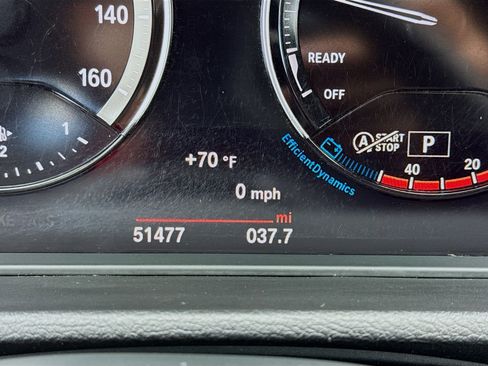 140
160
1
2
READY
OFF
EfficientDynamics
A START STOP
P
40 20
+70 °F
0 mph
mi
51477 037.7